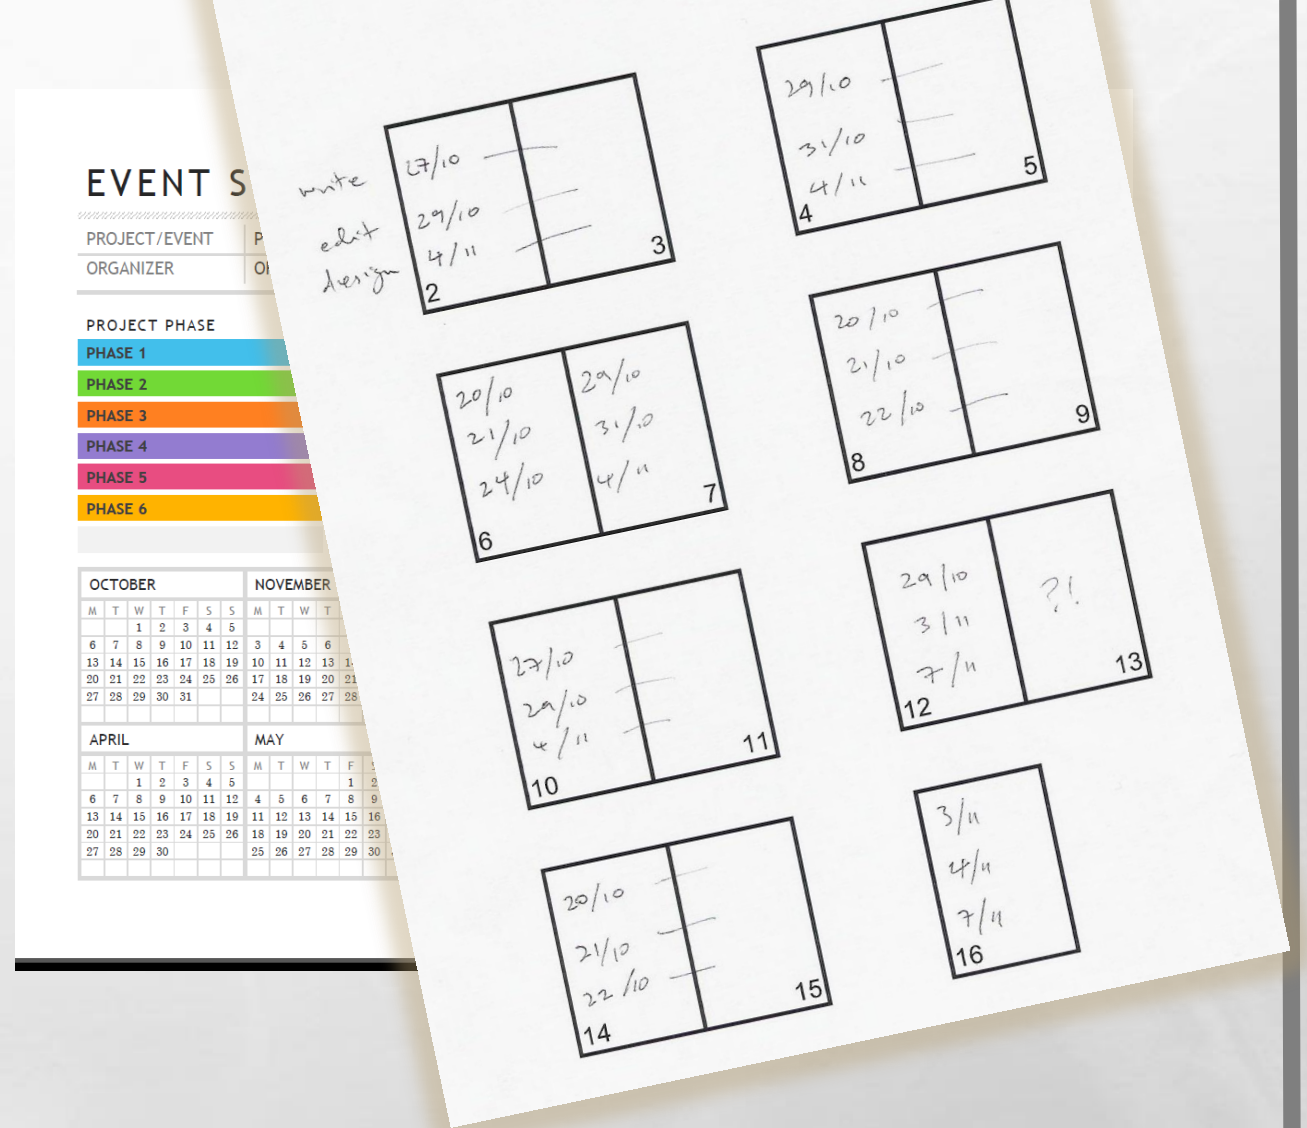 EVENT S
PROJECT/EVENT P
ORGANIZER
PROJECT PHASE
PHASE 1
PHASE 2
PHASE 3
PHASE 4
PHASE 5
PHASE 6
OCTOBER NOVEMBER
M T W T F S S M T W T
1 2 3 4 5
6 7 8 9 10 11 12 3 4 5 6
13 14 15 16 17 18 19 10 11 12 13
20 21 22 23 24 25 26 17 18 19 20 21
27 28 29 30 31 24 25 26 27 28
APRIL MAY
M T W T F S S M T W T F
1 2 3 4 5 1 2
6 7 8 9 10 11 12 4 5 6 7 8 9
13 14 15 16 17 18 19 11 12 13 14 15 16
20 21 22 23 24 25 26 18 19 20 21 22 23
27 28 29 30 25 26 27 28 29 30
write 27/10
edit 29/10
design 4/11
2 3
29/10
31/10
4/11
4 5
20/10 29/10
21/10 31/10
24/10 4/11
6 7
20/10
21/10
22/10
8 9
27/10
29/10
4/11
10 11
29/10 ?!
3/11
7/11
12 13
20/10
21/10
22/10
14 15
3/11
4/11
7/11
16